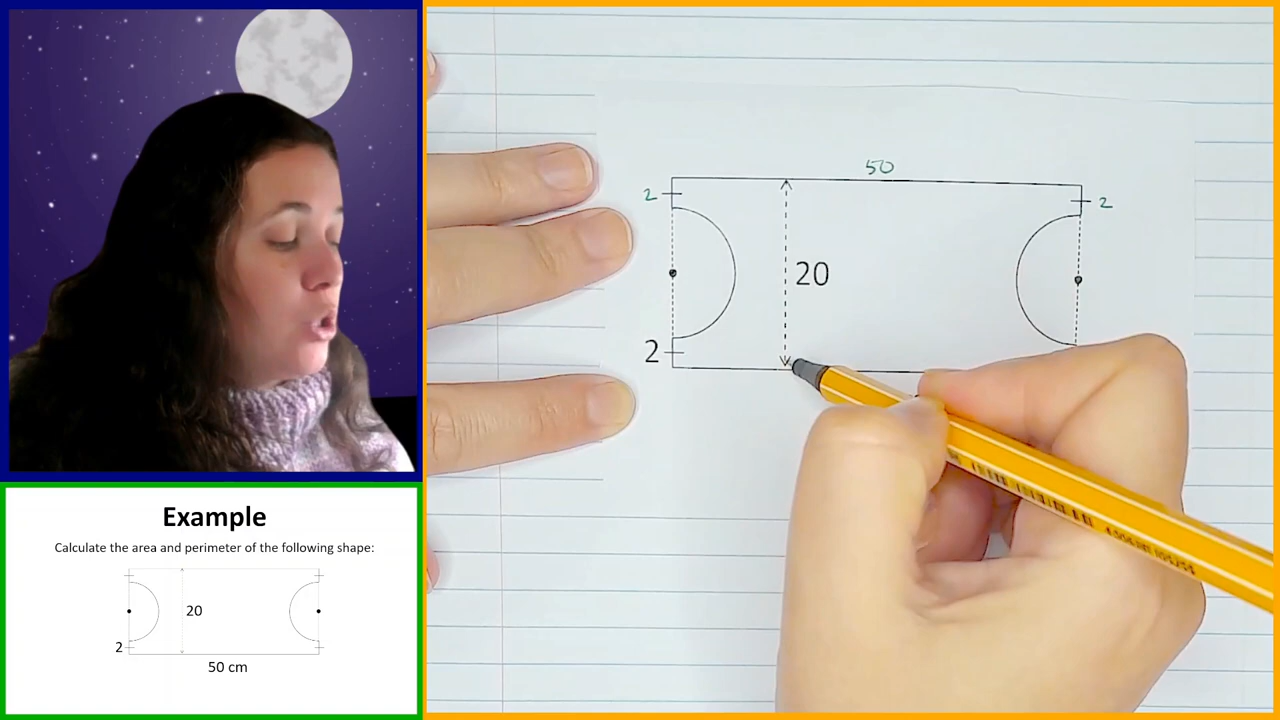 Example
Calculate the area and perimeter of the following shape:
20
2
50 cm
50
2
2
20
2